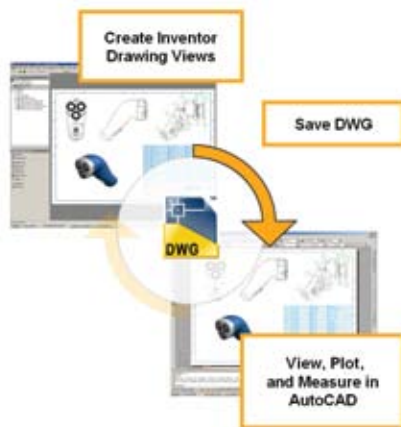 Create Inventor
Drawing Views
Save DWG
DWG
View, Plot,
and Measure in
AutoCAD